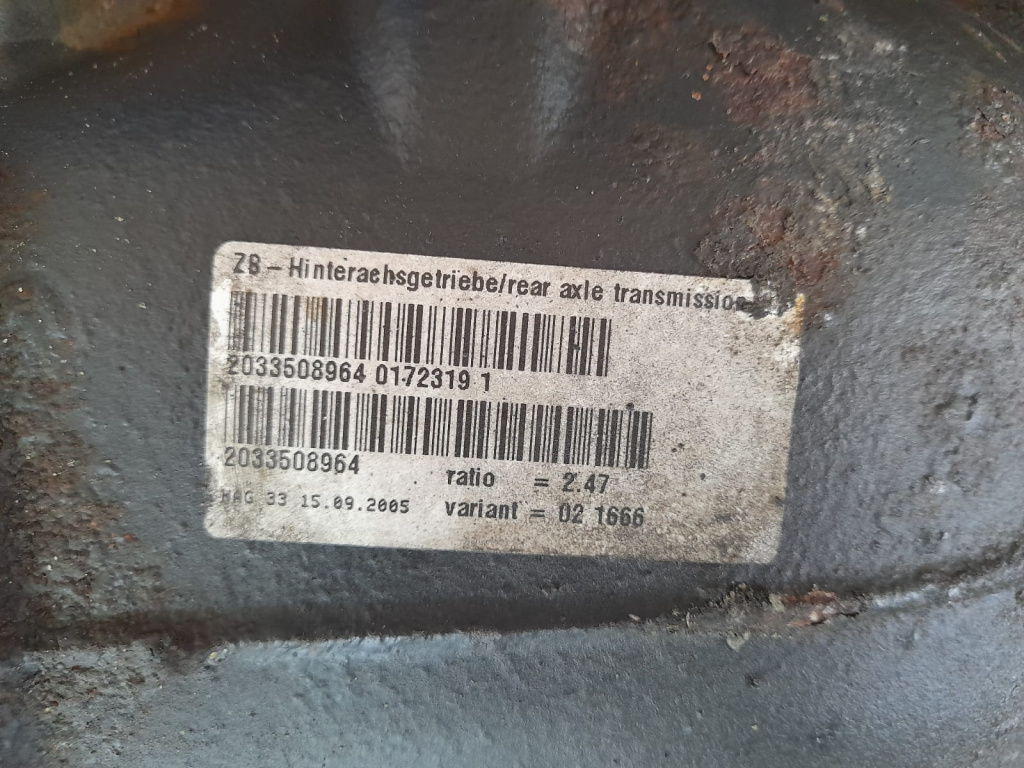 ZB - Hinterachsgetriebe/rear axle transmission
2033508964 0172319 1
2033508964 ratio = 2.47
HAG 33 15.09.2005 variant = 02 1666